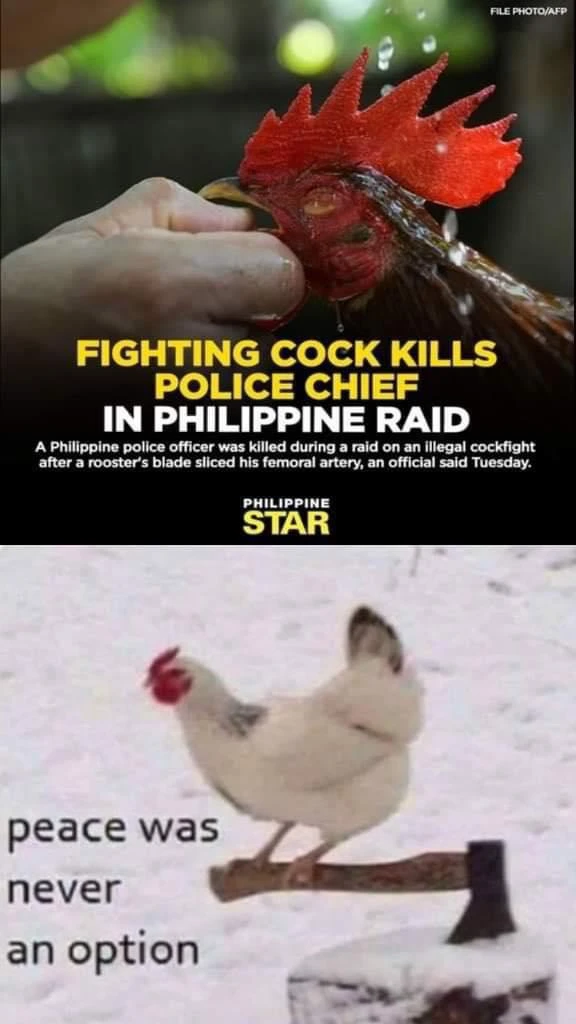 FILE PHOTO/AFP
FIGHTING COCK KILLS
POLICE CHIEF
IN PHILIPPINE RAID
A Philippine police officer was killed during a raid on an illegal cockfight
after a rooster's blade sliced his femoral artery, an official said Tuesday.
PHILIPPINE
STAR
peace was
never
an option